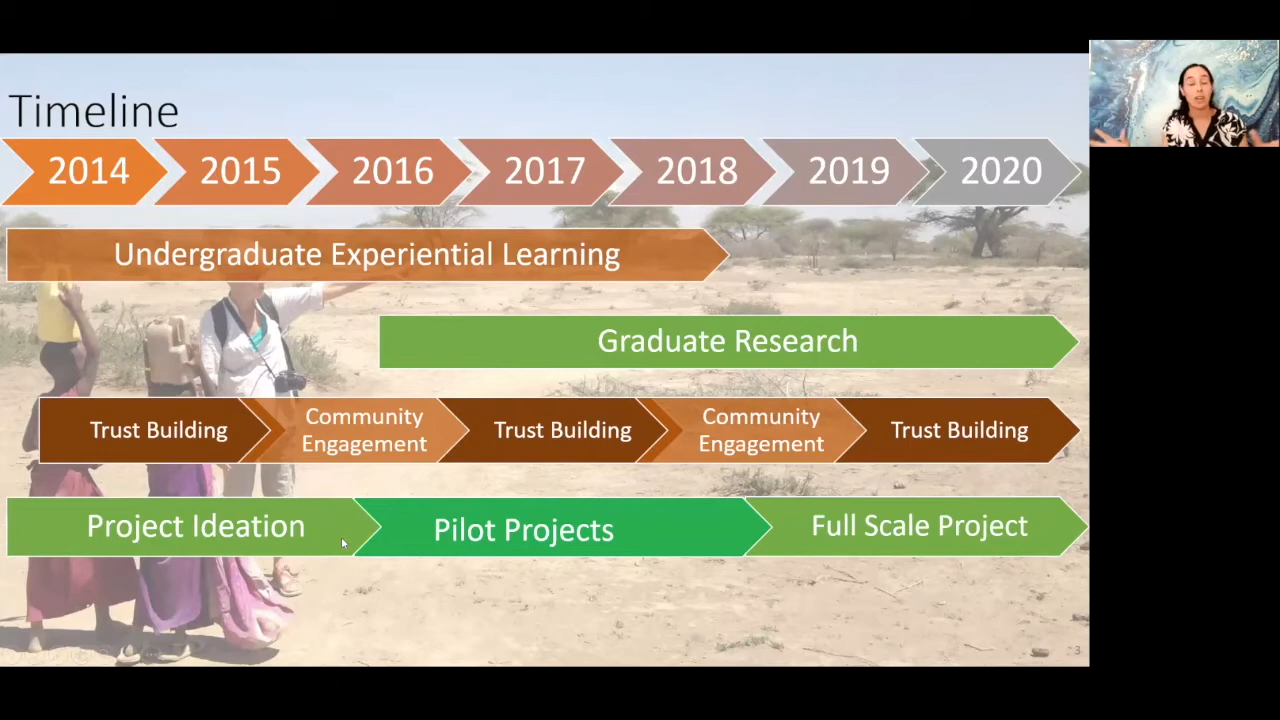 Timeline
2014 2015 2016 2017 2018 2019 2020
Undergraduate Experiential Learning
Graduate Research
Trust Building
Community
Engagement
Trust Building
Community
Engagement
Trust Building
Project Ideation
Pilot Projects
Full Scale Project
3